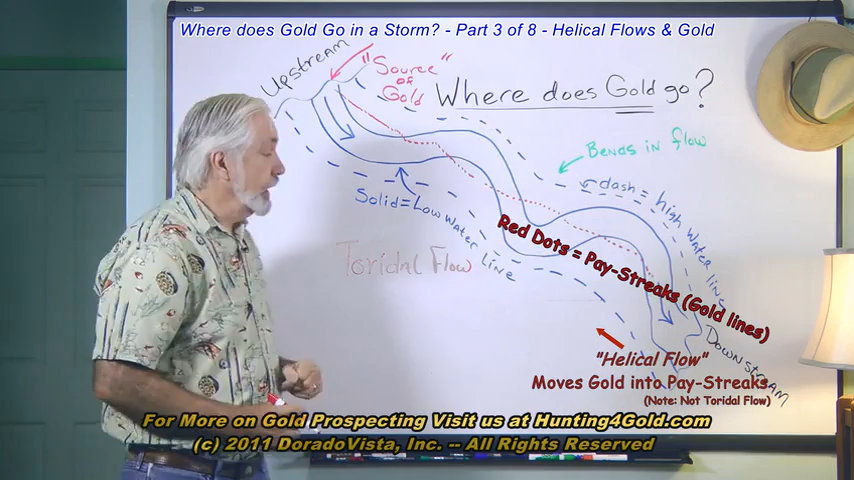 Where does Gold Go in a Storm? - Part 3 of 8 - Helical Flows & Gold
Upstream
"Source"
of
Gold
Where does Gold go?
Bends in flow
dash = high water line
Solid = Low water line
Red Dots = Pay-Streaks (Gold lines)
Toridal Flow
Downstream
"Helical Flow"
Moves Gold into Pay-Streaks
(Note: Not Toridal Flow)
For More on Gold Prospecting Visit us at Hunting4Gold.com
(c) 2011 DoradoVista, Inc. -- All Rights Reserved